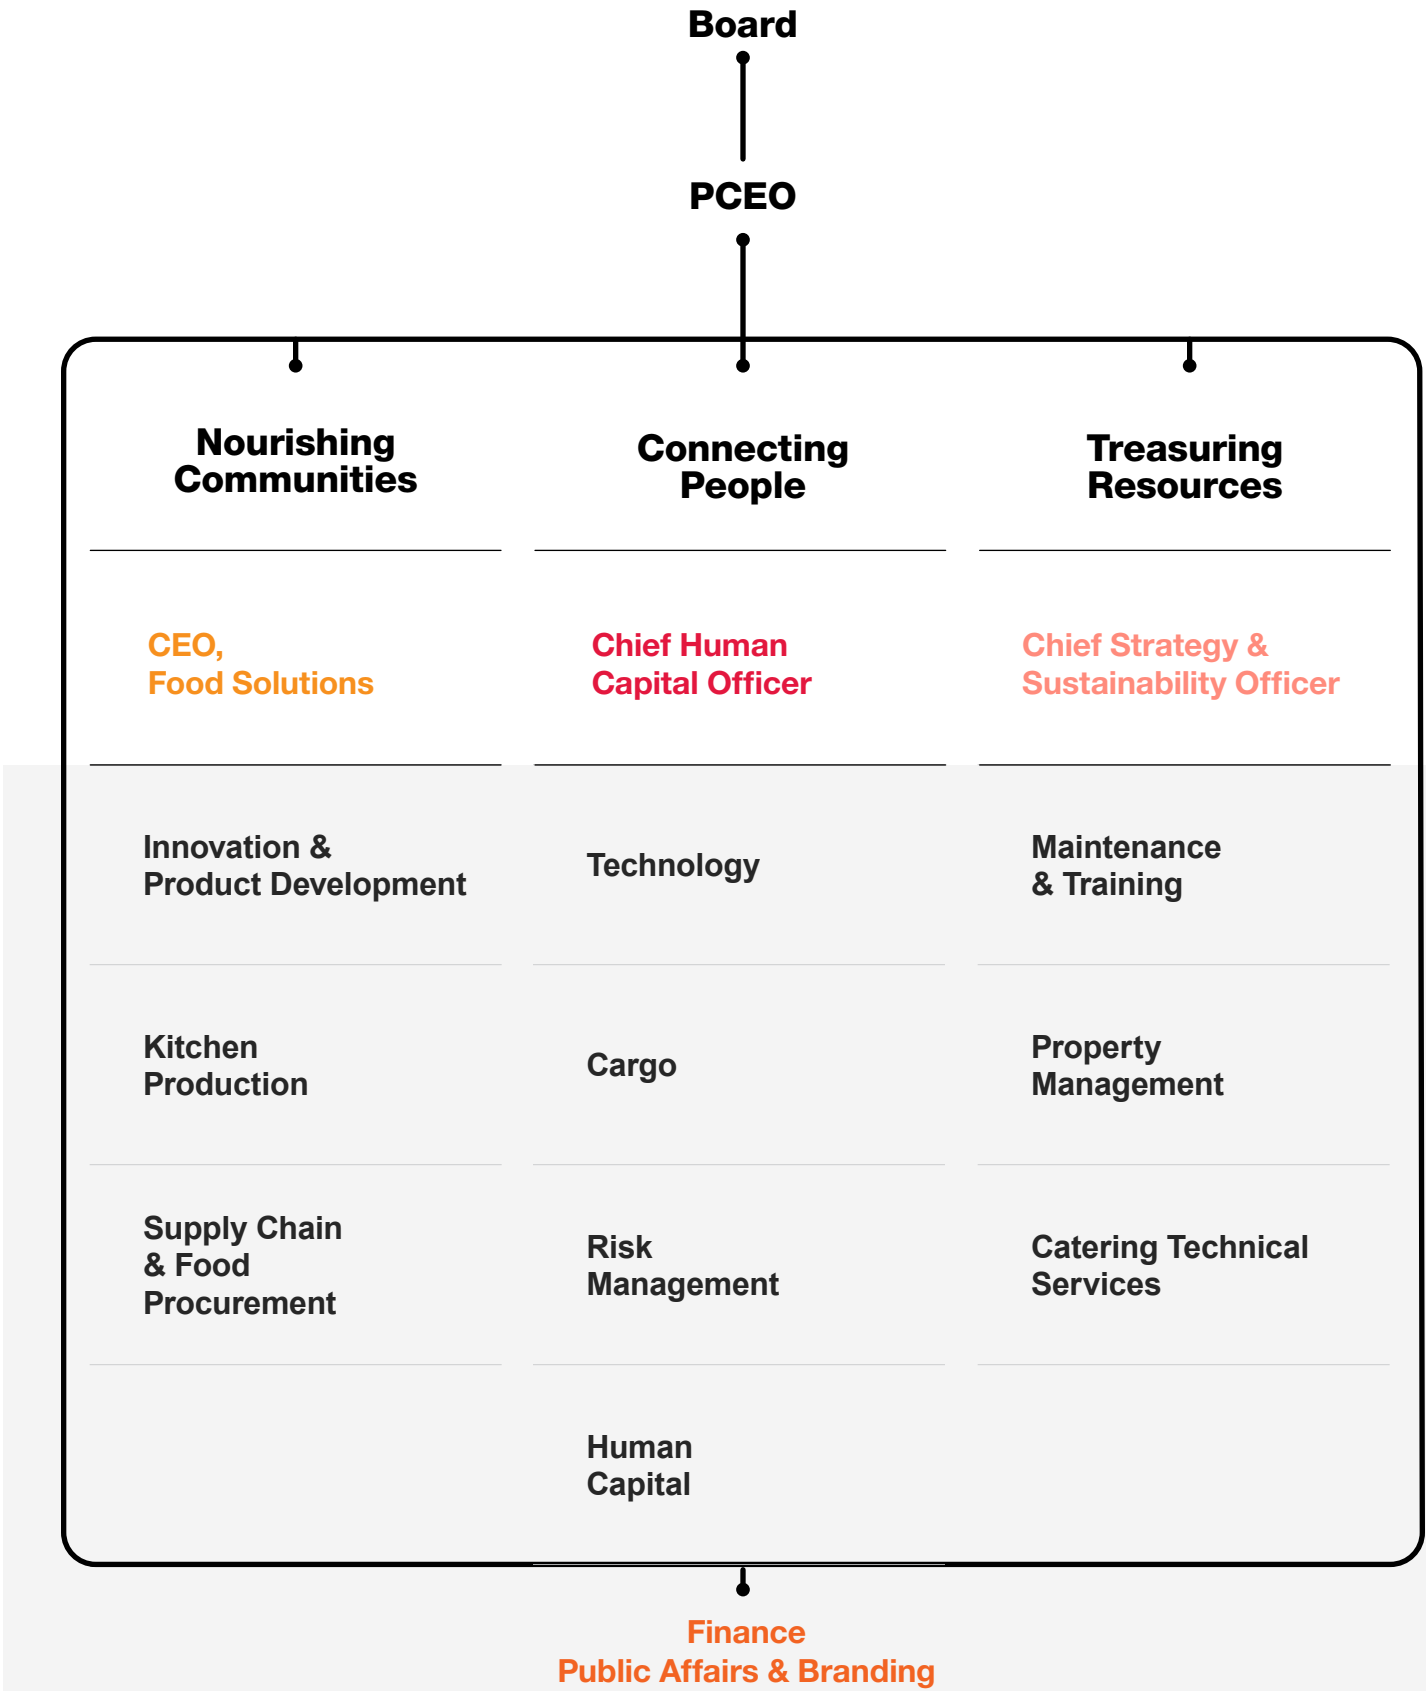 Board
PCEO
Nourishing
Communities
Connecting
People
Treasuring
Resources
CEO,
Food Solutions
Chief Human
Capital Officer
Chief Strategy &
Sustainability Officer
Innovation &
Product Development
Technology
Maintenance
& Training
Kitchen
Production
Cargo
Property
Management
Supply Chain
& Food
Procurement
Risk
Management
Catering Technical
Services
Human
Capital
Finance
Public Affairs & Branding